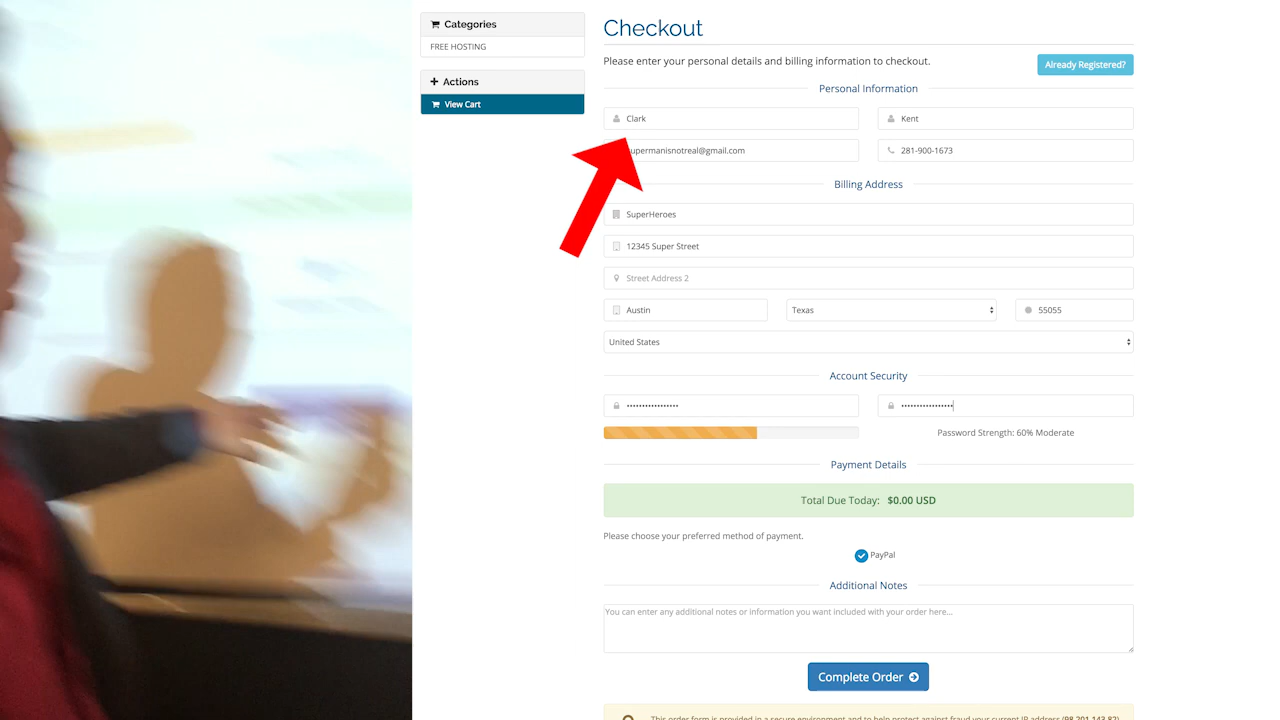 Categories
FREE HOSTING
Actions
View Cart
Checkout
Please enter your personal details and billing information to checkout.
Already Registered?
Personal Information
Clark
Kent
upermanisnotreal@gmail.com
281-900-1673
Billing Address
SuperHeroes
12345 Super Street
Street Address 2
Austin
Texas
55055
United States
Account Security
•••••••••••••••••
•••••••••••••••••
Password Strength: 60% Moderate
Payment Details
Total Due Today: $0.00 USD
Please choose your preferred method of payment.
PayPal
Additional Notes
You can enter any additional notes or information you want included with your order here...
Complete Order
This order form is provided in a secure environment and to help protect against fraud your current IP address (98.201.143.82)